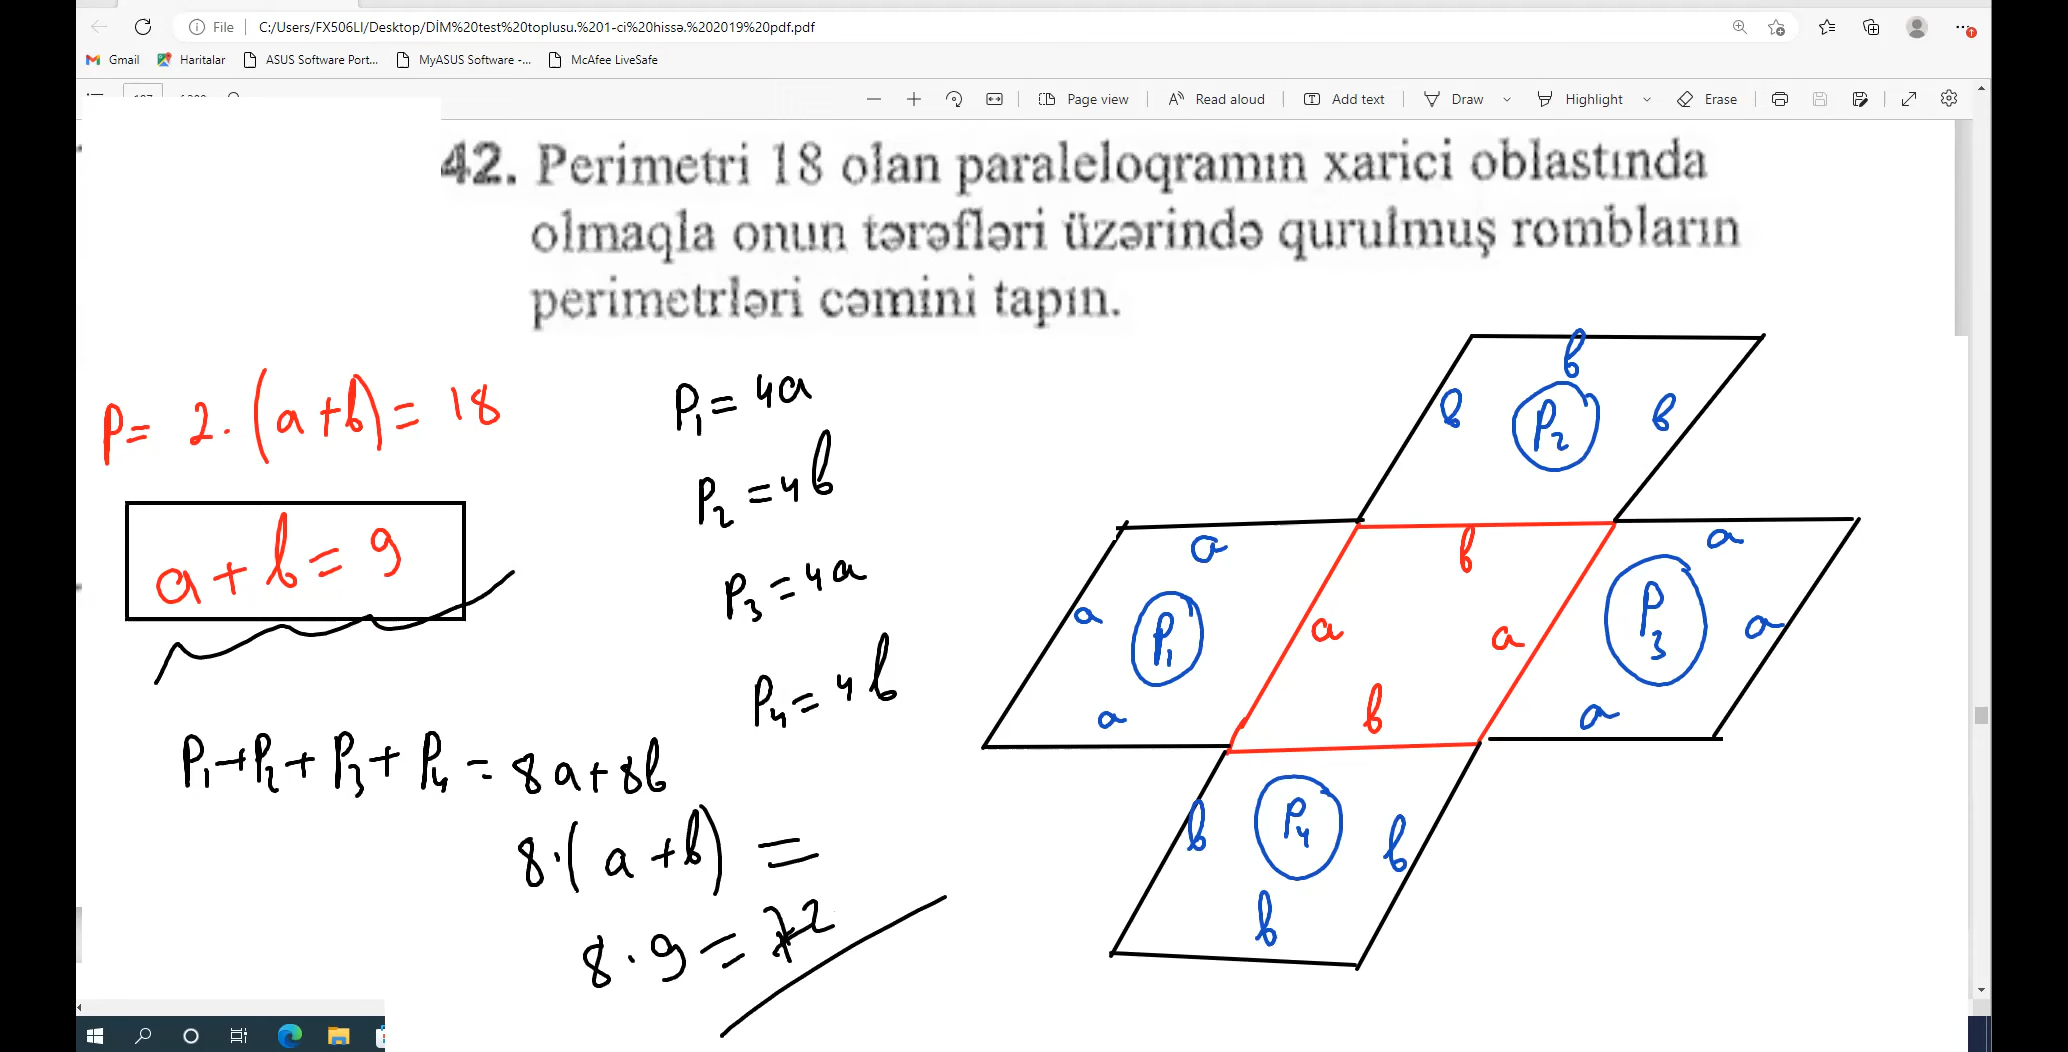 File
C:/Users/FX506LI/Desktop/DİM%20test%20toplusu.%201-ci%20hissə.%202019%20pdf.pdf
Gmail
Haritalar
ASUS Software Port...
MyASUS Software -...
McAfee LiveSafe
Page view
Read aloud
Add text
Draw
Highlight
Erase
42. Perimetri 18 olan paraleloqramın xarici oblastında
olmaqla onun tərəfləri üzərində qurulmuş rombların
perimetrləri cəmini tapın.
P= 2·(a+b)= 18
a+b=9
P1=4a
P2=4b
P3=4a
P4=4b
P1+P2+P3+P4=8a+8b
8·(a+b)=
8·9=72
b
b
P2
b
a
b
a
a
P1
a
a
P3
a
a
a
b
a
b
P4
b
b